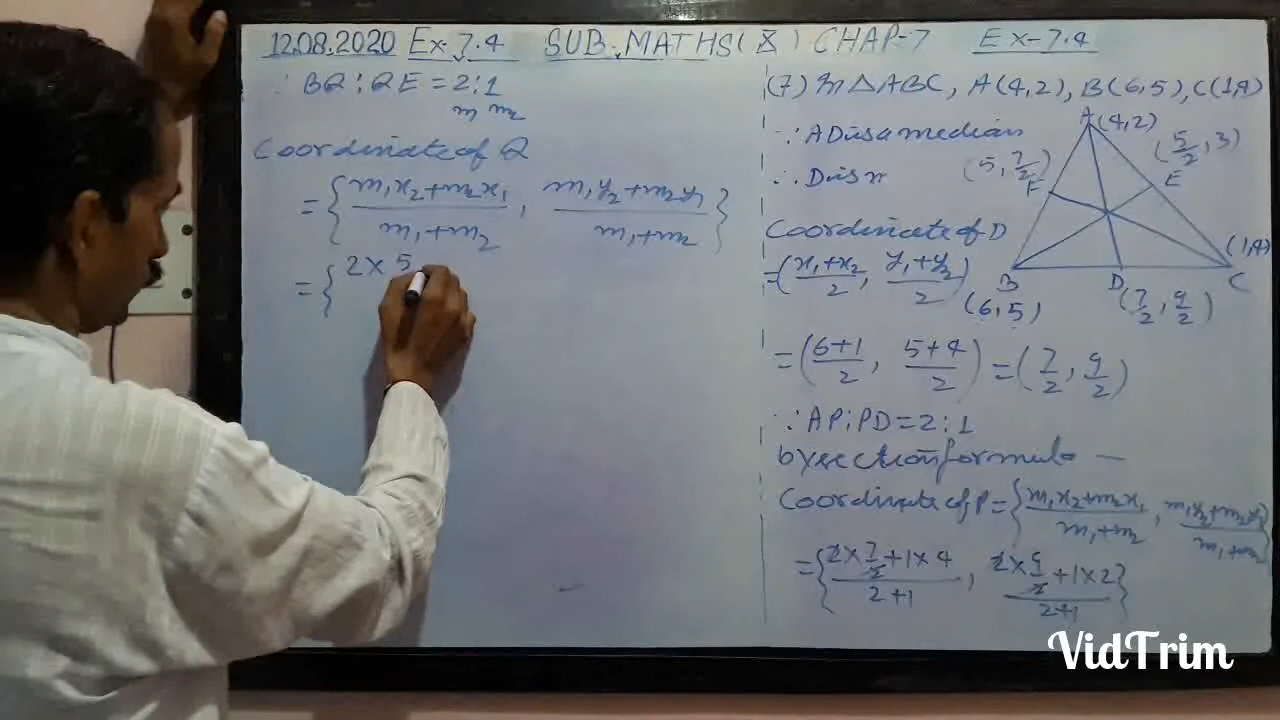 12.08.2020 Ex-7.4 SUB-MATHS(X) CHAP-7 Ex-7.4
∵ BQ:QE=2:1
m₁ m₂
Coordinate of Q
={m₁x₂+m₂x₁/m₁+m₂, m₁y₂+m₂y₁/m₁+m₂}
={2×5
(7) In △ABC, A(4,2), B(6,5), C(1,4)
∵ AD is a median
∴ D is
Coordinate of D
=(x₁+x₂/2, y₁+y₂/2)
=(6+1/2, 5+4/2)=(7/2, 9/2)
∵ AP:PD=2:1
by section formula —
Coordinate of P={m₁x₂+m₂x₁/m₁+m₂, m₁y₂+m₂y₁/m₁+m₂}
={2×7/2+1×4/2+1, 2×9/2+1×2/2+1}
A(4,2)
(5, 7/2)
F
(5/2, 3)
E
B
(6,5)
D
(7/2, 9/2)
(1,4)
C
VidTrim